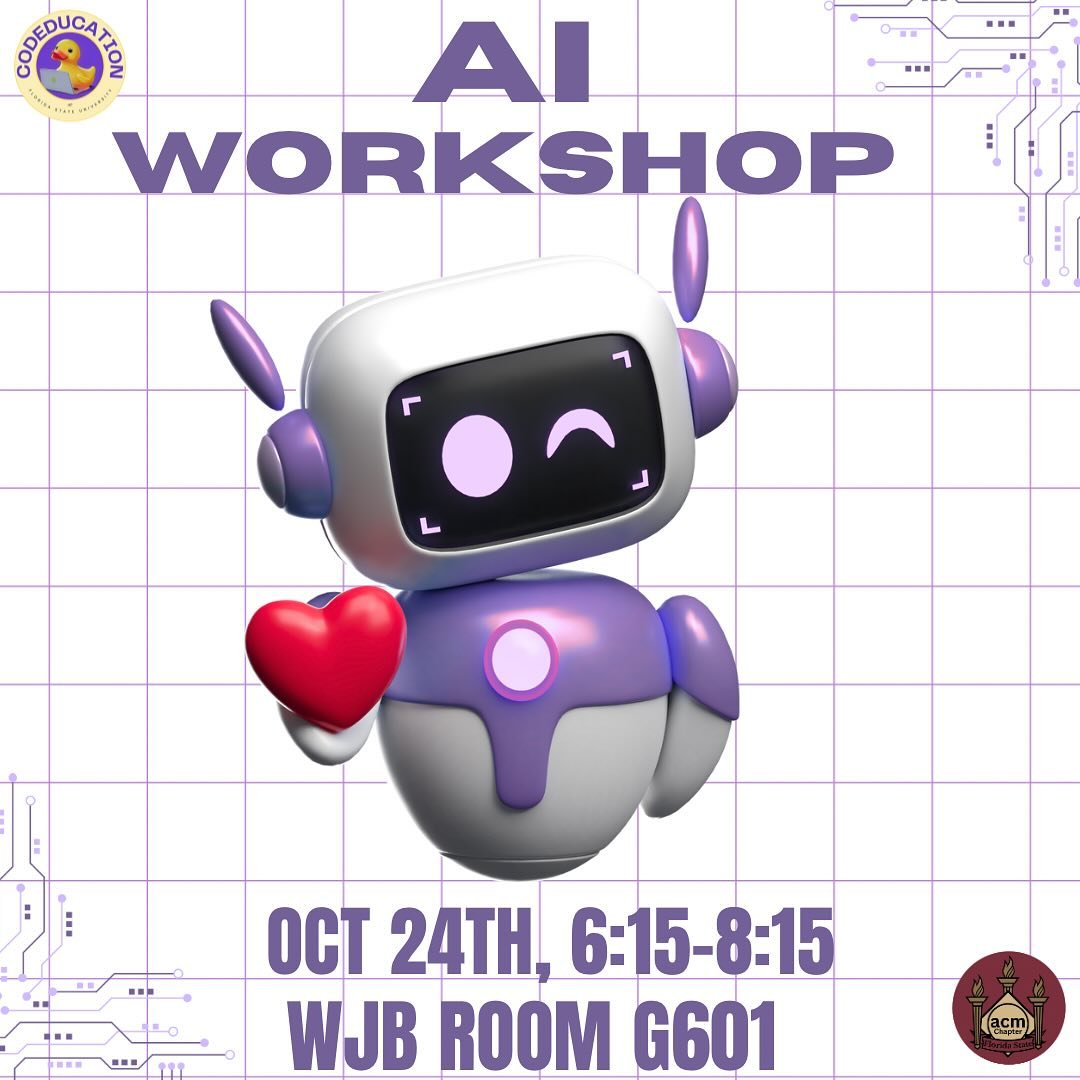 CODEDUCATION
FLORIDA STATE UNIVERSITY
AI
WORKSHOP
OCT 24TH, 6:15-8:15
WJB ROOM G601
acm
Chapter
Florida State